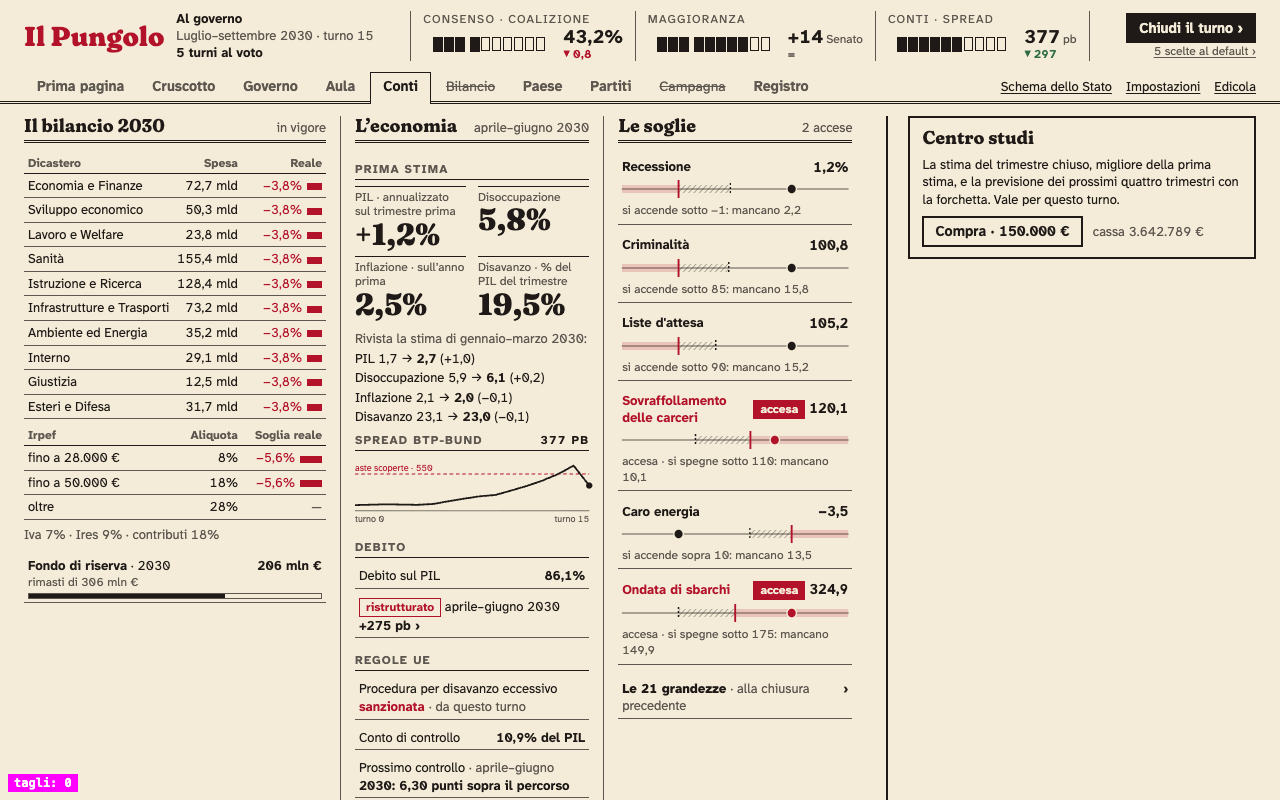 Il Pungolo
Al governo
Luglio–settembre 2030 · turno 15
5 turni al voto
CONSENSO · COALIZIONE
43,2%
▼ 0,8
MAGGIORANZA
+14 Senato
=
CONTI · SPREAD
377 pb
▼ 297
Chiudi il turno ›
5 scelte al default ›
Prima pagina
Cruscotto
Governo
Aula
Conti
Bilancio
Paese
Partiti
Campagna
Registro
Schema dello Stato
Impostazioni
Edicola
Il bilancio 2030
in vigore
Dicastero Spesa Reale
Economia e Finanze 72,7 mld −3,8%
Sviluppo economico 50,3 mld −3,8%
Lavoro e Welfare 23,8 mld −3,8%
Sanità 155,4 mld −3,8%
Istruzione e Ricerca 128,4 mld −3,8%
Infrastrutture e Trasporti 73,2 mld −3,8%
Ambiente ed Energia 35,2 mld −3,8%
Interno 29,1 mld −3,8%
Giustizia 12,5 mld −3,8%
Esteri e Difesa 31,7 mld −3,8%
Irpef Aliquota Soglia reale
fino a 28.000 € 8% −5,6%
fino a 50.000 € 18% −5,6%
oltre 28% —
Iva 7% · Ires 9% · contributi 18%
Fondo di riserva · 2030 206 mln €
rimasti di 306 mln €
L’economia
aprile–giugno 2030
PRIMA STIMA
PIL · annualizzato
sul trimestre prima
+1,2%
Disoccupazione
5,8%
Inflazione · sull'anno
prima
2,5%
Disavanzo · % del
PIL del trimestre
19,5%
Rivista la stima di gennaio–marzo 2030:
PIL 1,7 → 2,7 (+1,0)
Disoccupazione 5,9 → 6,1 (+0,2)
Inflazione 2,1 → 2,0 (−0,1)
Disavanzo 23,1 → 23,0 (−0,1)
SPREAD BTP-BUND 377 PB
aste scoperte · 550
turno 0 turno 15
DEBITO
Debito sul PIL 86,1%
ristrutturato aprile–giugno 2030
+275 pb ›
REGOLE UE
Procedura per disavanzo eccessivo
sanzionata · da questo turno
Conto di controllo 10,9% del PIL
Prossimo controllo · aprile–giugno
2030: 6,30 punti sopra il percorso
Le soglie
2 accese
Recessione 1,2%
si accende sotto −1: mancano 2,2
Criminalità 100,8
si accende sotto 85: mancano 15,8
Liste d'attesa 105,2
si accende sotto 90: mancano 15,2
Sovraffollamento
delle carceri
accesa 120,1
accesa · si spegne sotto 110: mancano
10,1
Caro energia −3,5
si accende sopra 10: mancano 13,5
Ondata di sbarchi accesa 324,9
accesa · si spegne sotto 175: mancano
149,9
Le 21 grandezze · alla chiusura ›
precedente
Centro studi
La stima del trimestre chiuso, migliore della prima
stima, e la previsione dei prossimi quattro trimestri con
la forchetta. Vale per questo turno.
Compra · 150.000 €
cassa 3.642.789 €
tagli: 0